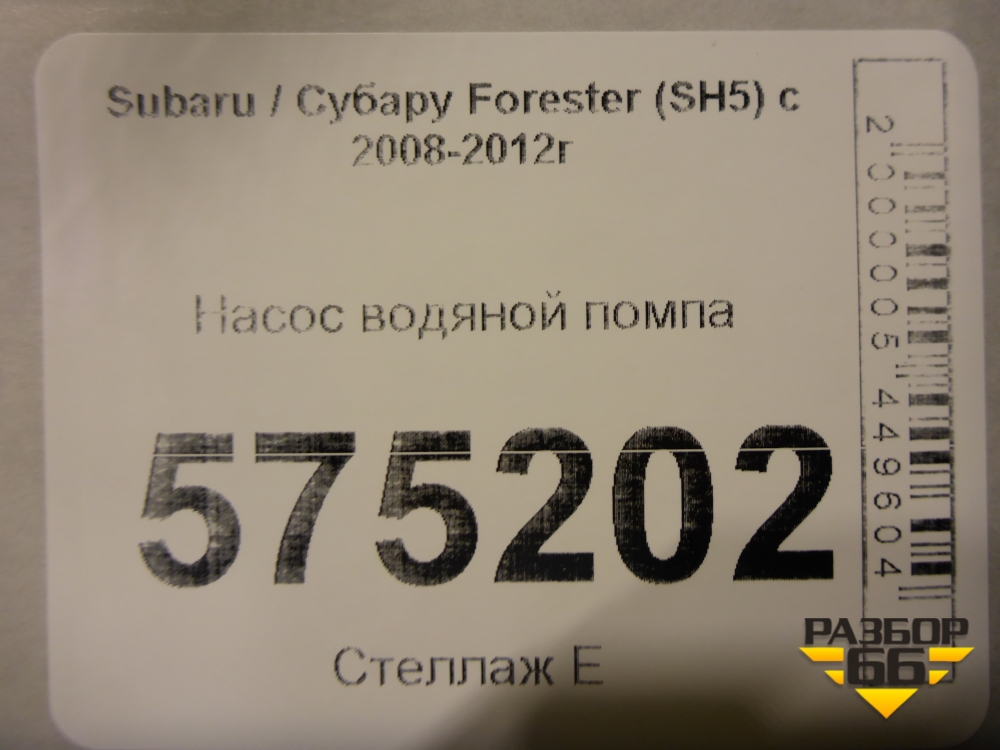 Subaru / Субару Forester (SH5) с
2008-2012г
Насос водяной помпа
575202
Стеллаж Е
2000005449604
РАЗБОР
66